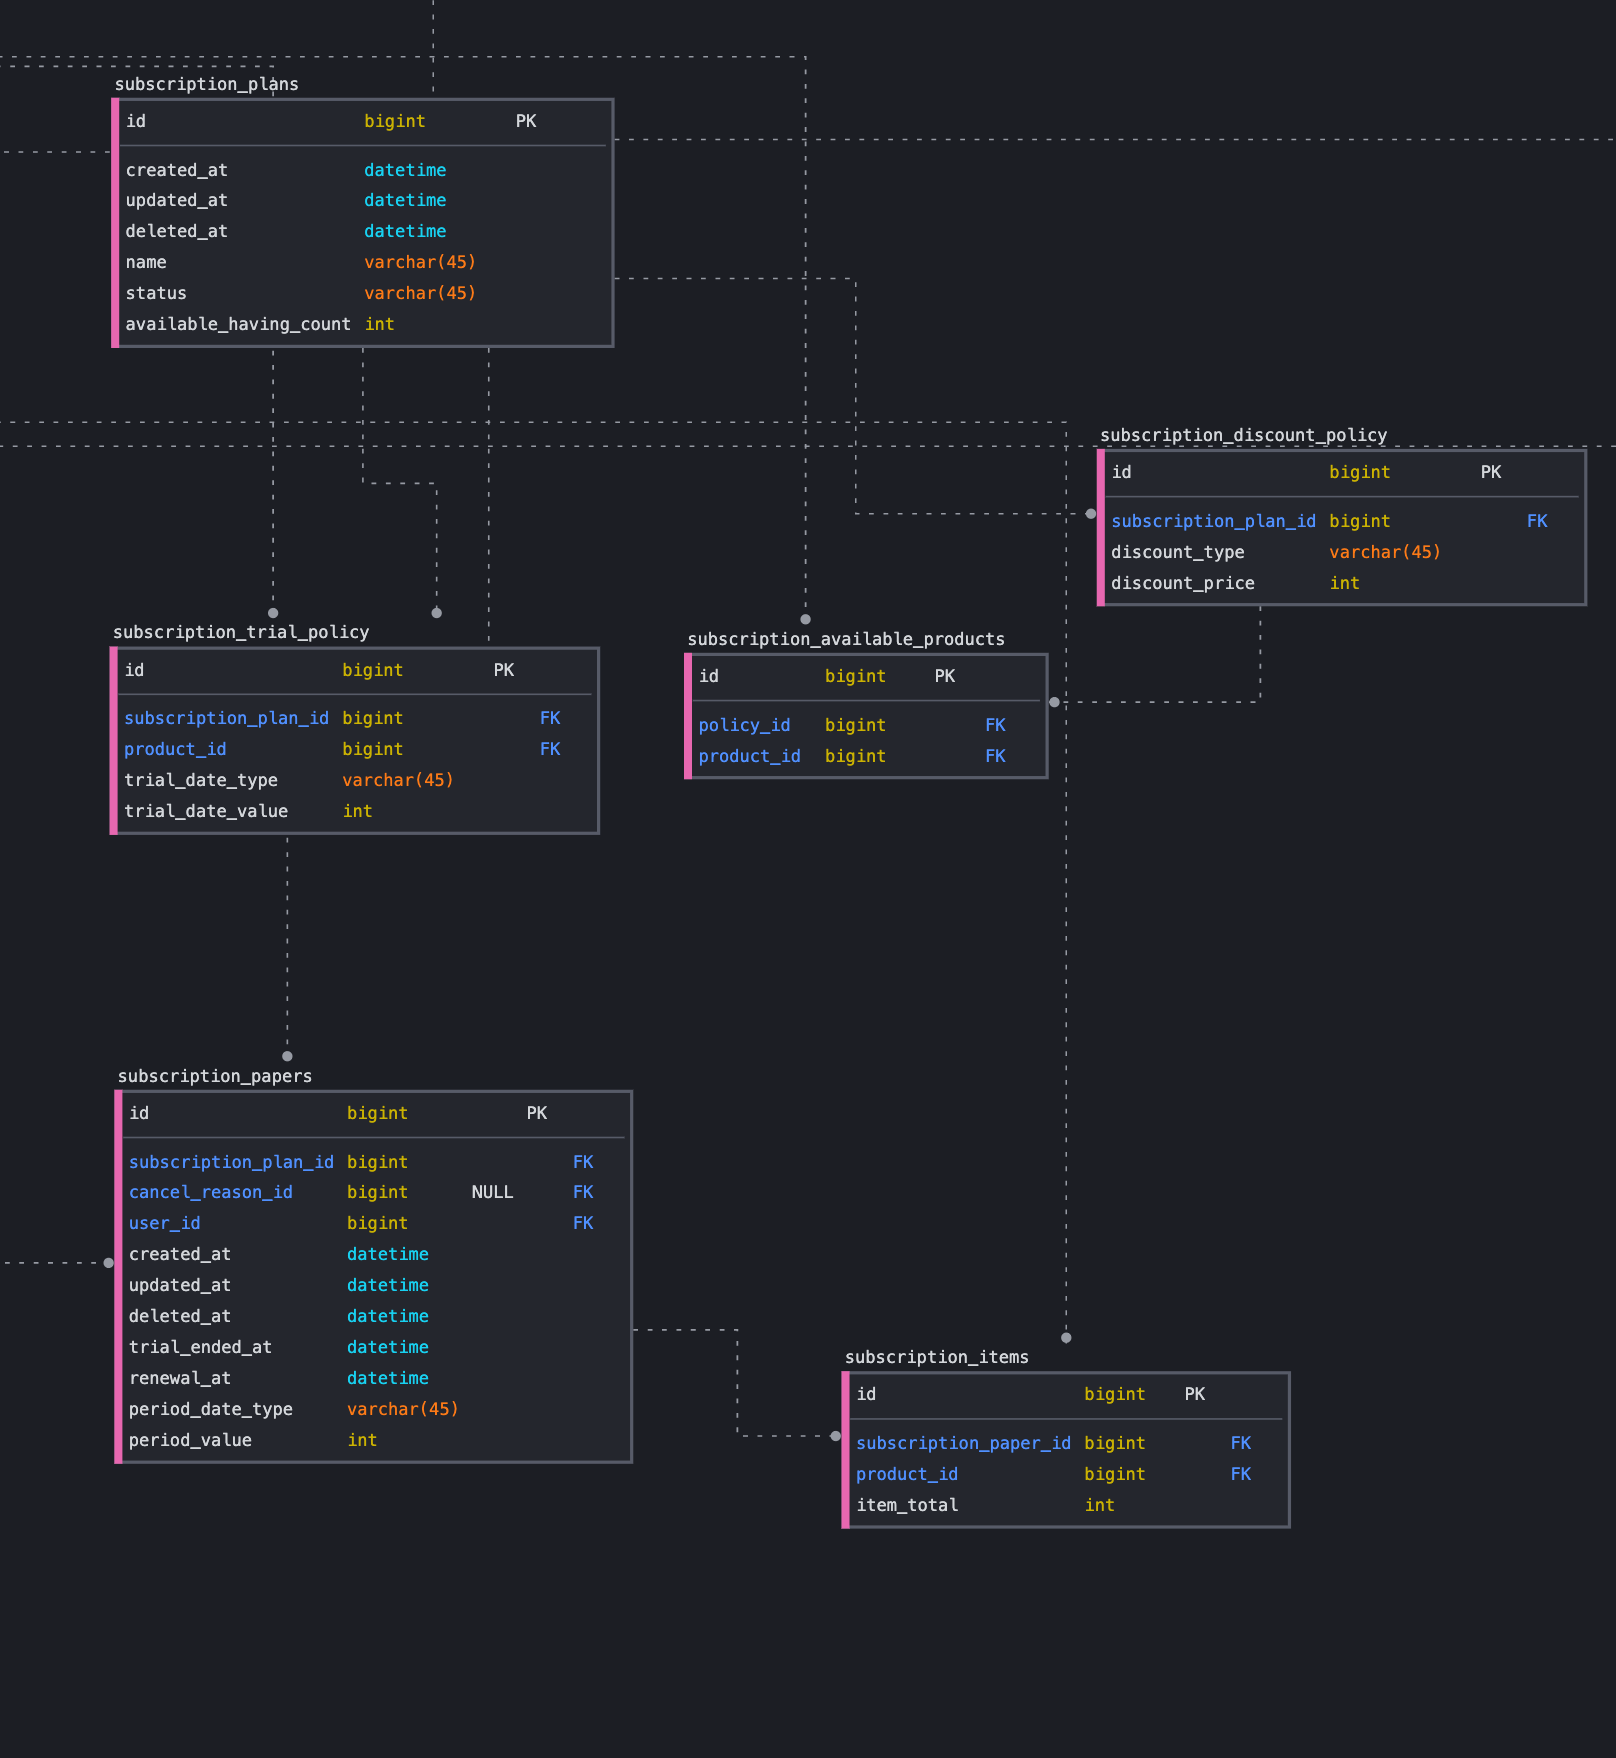 subscription_plans
id bigint PK
created_at datetime
updated_at datetime
deleted_at datetime
name varchar(45)
status varchar(45)
available_having_count int
subscription_discount_policy
id bigint PK
subscription_plan_id bigint FK
discount_type varchar(45)
discount_price int
subscription_trial_policy
id bigint PK
subscription_plan_id bigint FK
product_id bigint FK
trial_date_type varchar(45)
trial_date_value int
subscription_available_products
id bigint PK
policy_id bigint FK
product_id bigint FK
subscription_papers
id bigint PK
subscription_plan_id bigint FK
cancel_reason_id bigint NULL FK
user_id bigint FK
created_at datetime
updated_at datetime
deleted_at datetime
trial_ended_at datetime
renewal_at datetime
period_date_type varchar(45)
period_value int
subscription_items
id bigint PK
subscription_paper_id bigint FK
product_id bigint FK
item_total int